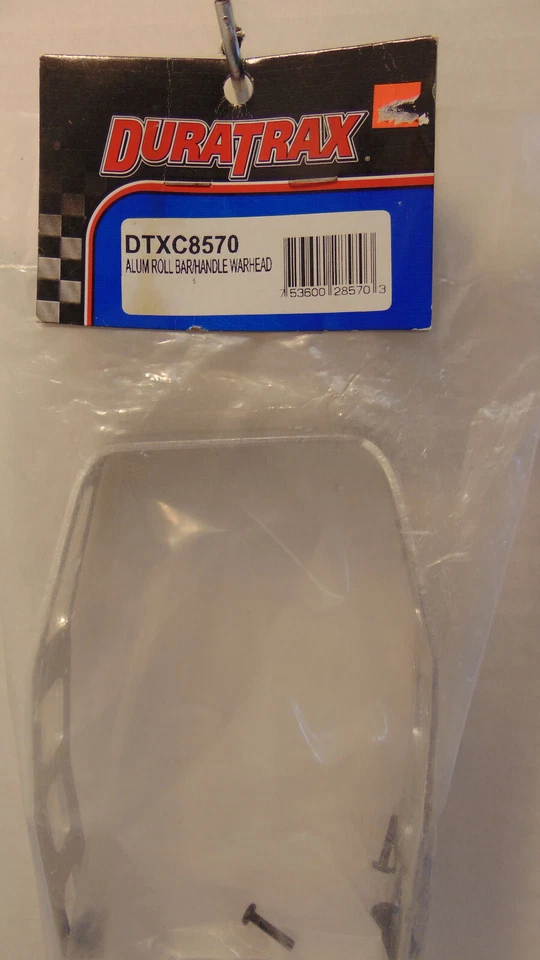 DURATRAX
DTXC8570
ALUM ROLL BAR/HANDLE WARHEAD
7 53600 28570 3